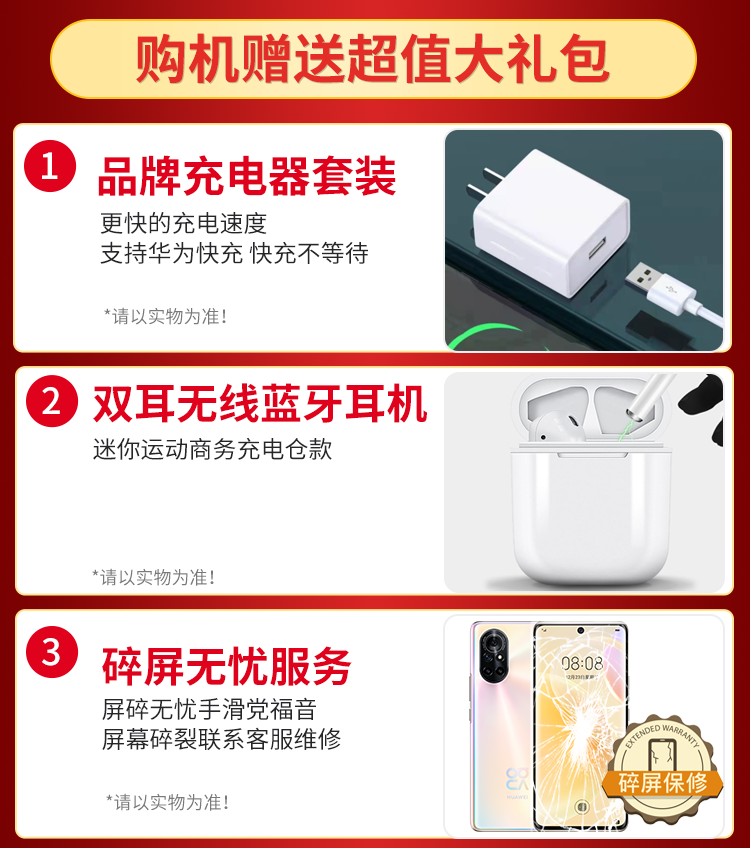 购机赠送超值大礼包
1
品牌充电器套装
更快的充电速度
支持华为快充 快充不等待
*请以实物为准！
2
双耳无线蓝牙耳机
迷你运动商务充电仓款
*请以实物为准！
3
碎屏无忧服务
屏碎无忧手滑党福音
屏幕碎裂联系客服维修
*请以实物为准！
08:08
EXTENDED WARRANTY
碎屏保修
HUAWEI